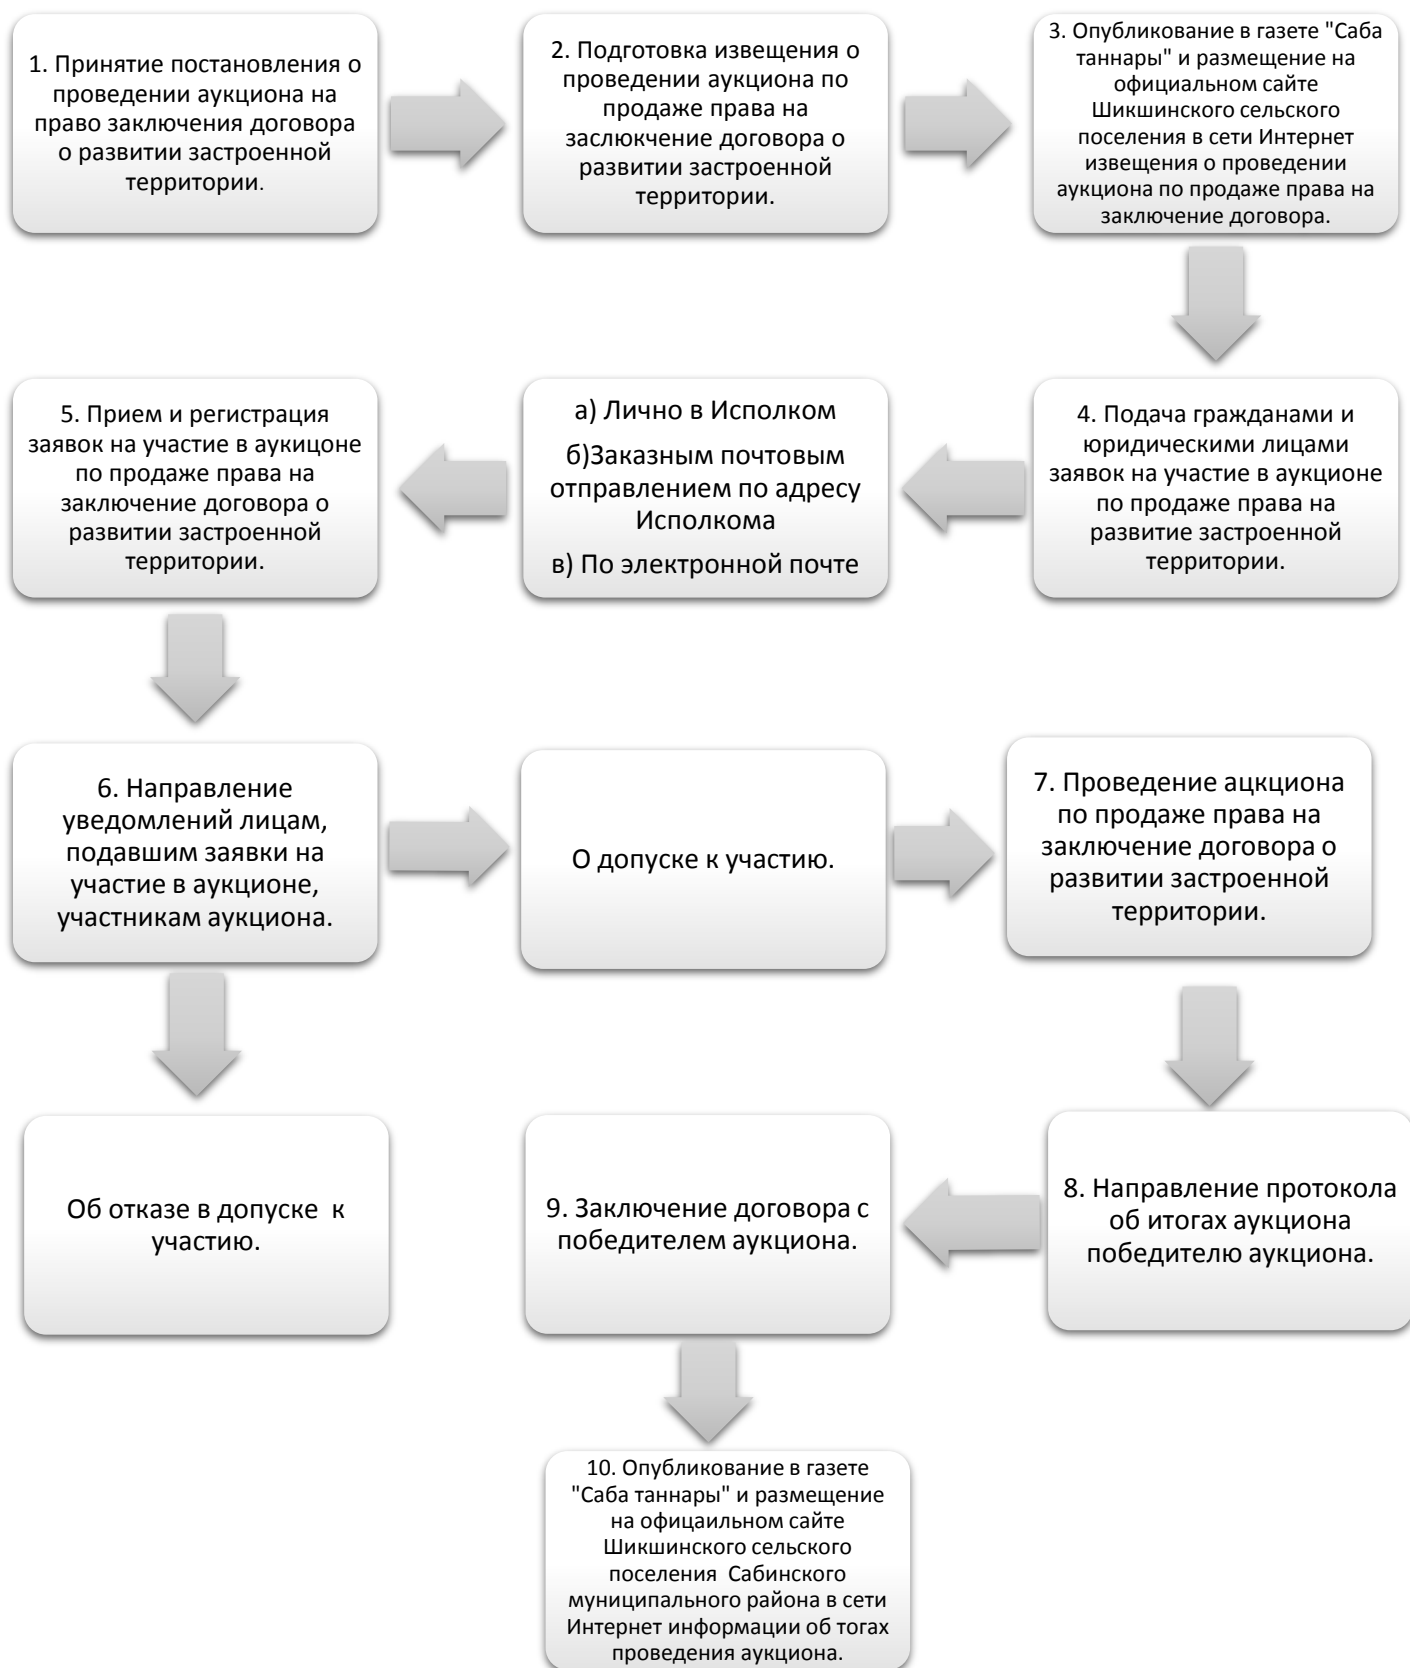 1. Принятие постановления о
проведении аукциона на
право заключения договора
о развитии застроенной
территории.
2. Подготовка извещения о
проведении аукциона по
продаже права на
заслюкчение договора о
развитии застроенной
территории.
3. Опубликование в газете "Саба
таннары" и размещение на
официальном сайте
Шикшинского сельского
поселения в сети Интернет
извещения о проведении
аукциона по продаже права на
заключение договора.
4. Подача гражданами и
юридическими лицами
заявок на участие в аукционе
по продаже права на
развитие застроенной
территории.
а) Лично в Исполком
б)Заказным почтовым
отправлением по адресу
Исполкома
в) По электронной почте
5. Прием и регистрация
заявок на участие в аукицоне
по продаже права на
заключение договора о
развитии застроенной
территории.
6. Направление
уведомлений лицам,
подавшим заявки на
участие в аукционе,
участникам аукциона.
О допуске к участию.
7. Проведение ацкциона
по продаже права на
заключение договора о
развитии застроенной
территории.
Об отказе в допуске  к
участию.
8. Направление протокола
об итогах аукциона
победителю аукциона.
9. Заключение договора с
победителем аукциона.
10. Опубликование в газете
"Саба таннары" и размещение
на офицаильном сайте
Шикшинского сельского
поселения  Сабинского
муниципального района в сети
Интернет информации об тогах
проведения аукциона.